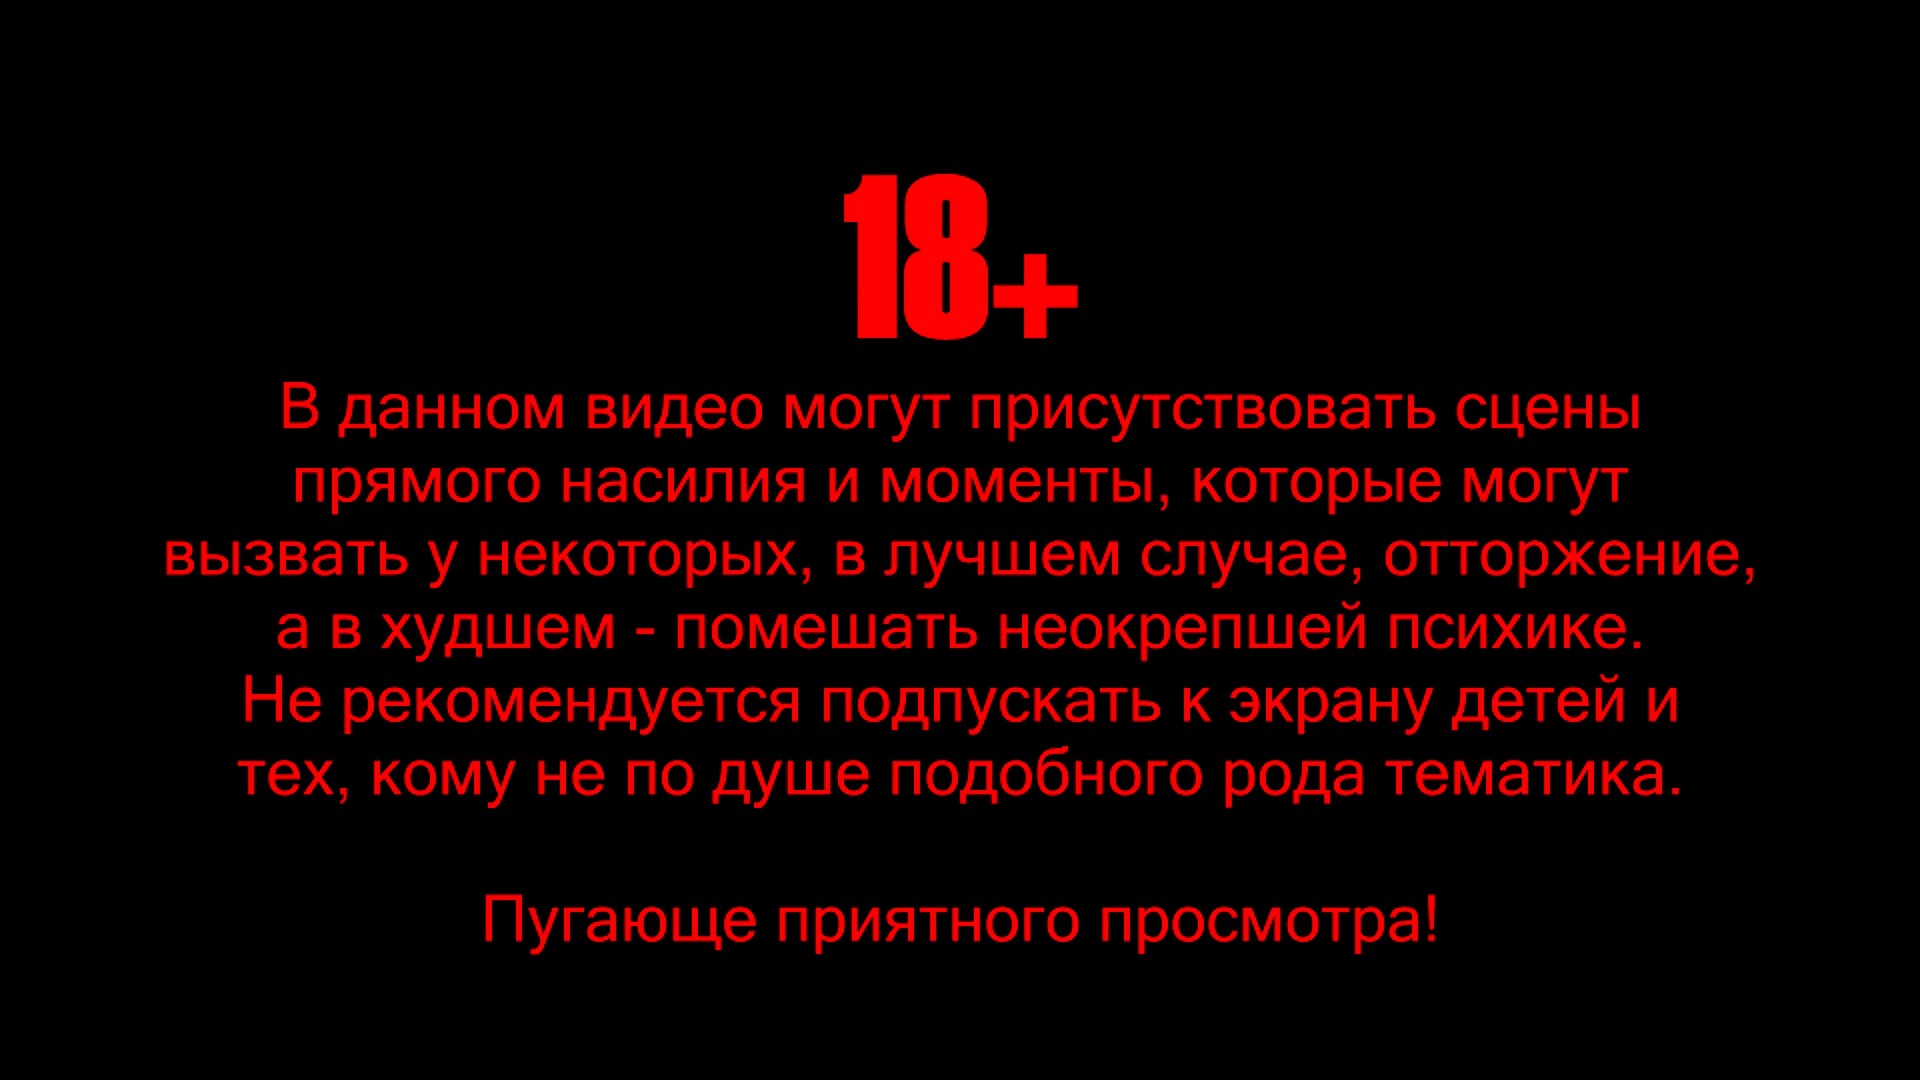 18+
В данном видео могут присутствовать сцены
прямого насилия и моменты, которые могут
вызвать у некоторых, в лучшем случае, отторжение,
а в худшем - помешать неокрепшей психике.
Не рекомендуется подпускать к экрану детей и
тех, кому не по душе подобного рода тематика.
Пугающе приятного просмотра!